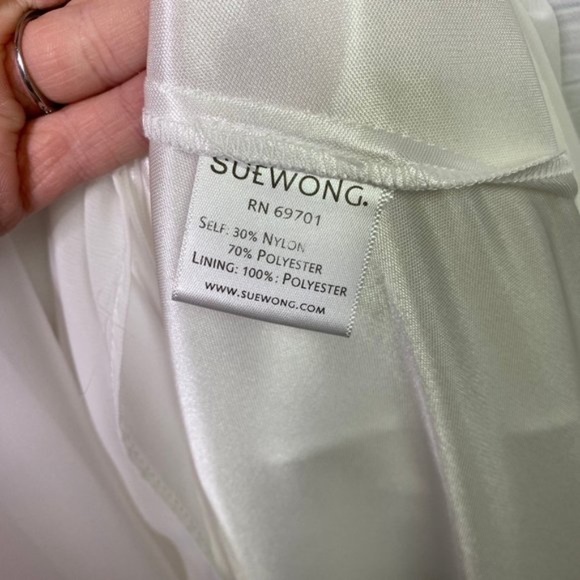 SUEWONG.
RN 69701
SELF: 30% NYLON
70% POLYESTER
LINING: 100%: POLYESTER
WWW.SUEWONG.COM